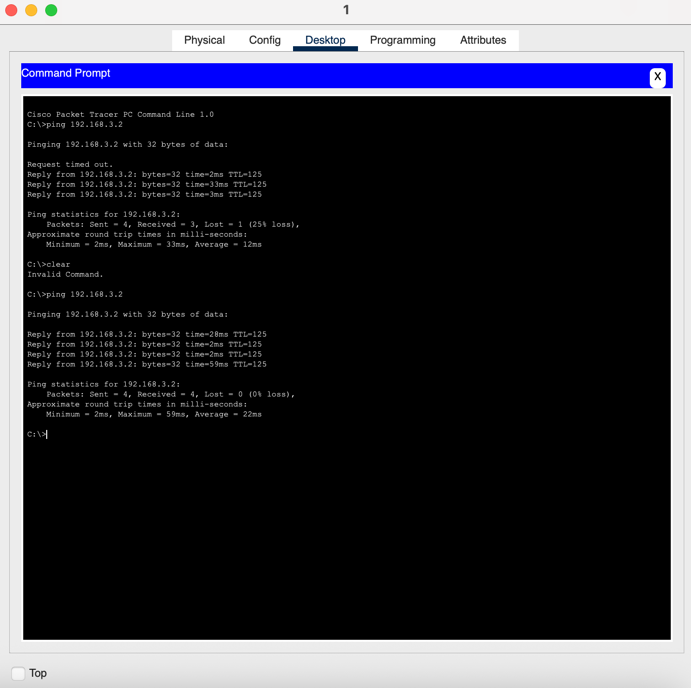 1
Physical Config Desktop Programming Attributes
Command Prompt
X
Cisco Packet Tracer PC Command Line 1.0
C:\>ping 192.168.3.2
Pinging 192.168.3.2 with 32 bytes of data:
Request timed out.
Reply from 192.168.3.2: bytes=32 time=2ms TTL=125
Reply from 192.168.3.2: bytes=32 time=33ms TTL=125
Reply from 192.168.3.2: bytes=32 time=3ms TTL=125
Ping statistics for 192.168.3.2:
Packets: Sent = 4, Received = 3, Lost = 1 (25% loss),
Approximate round trip times in milli-seconds:
Minimum = 2ms, Maximum = 33ms, Average = 12ms
C:\>clear
Invalid Command.
C:\>ping 192.168.3.2
Pinging 192.168.3.2 with 32 bytes of data:
Reply from 192.168.3.2: bytes=32 time=28ms TTL=125
Reply from 192.168.3.2: bytes=32 time=2ms TTL=125
Reply from 192.168.3.2: bytes=32 time=2ms TTL=125
Reply from 192.168.3.2: bytes=32 time=59ms TTL=125
Ping statistics for 192.168.3.2:
Packets: Sent = 4, Received = 4, Lost = 0 (0% loss),
Approximate round trip times in milli-seconds:
Minimum = 2ms, Maximum = 59ms, Average = 22ms
C:\>
Top